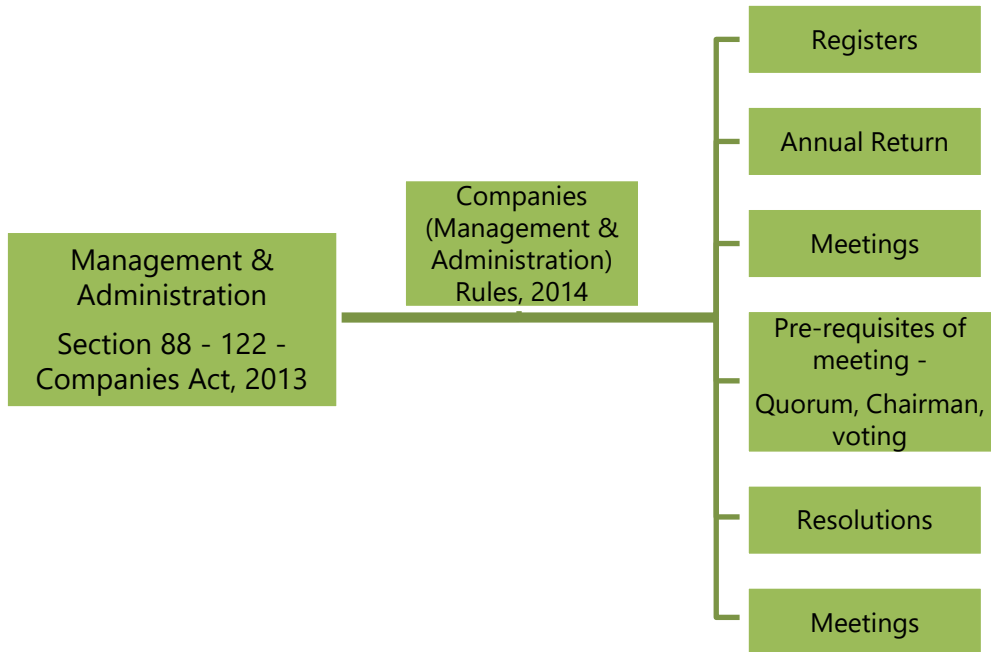 Management &
Administration
Section 88 - 122 -
Companies Act, 2013
Companies
(Management &
Administration)
Rules, 2014
Registers
Annual Return
Meetings
Pre-requisites of
meeting -
Quorum, Chairman,
voting
Resolutions
Meetings